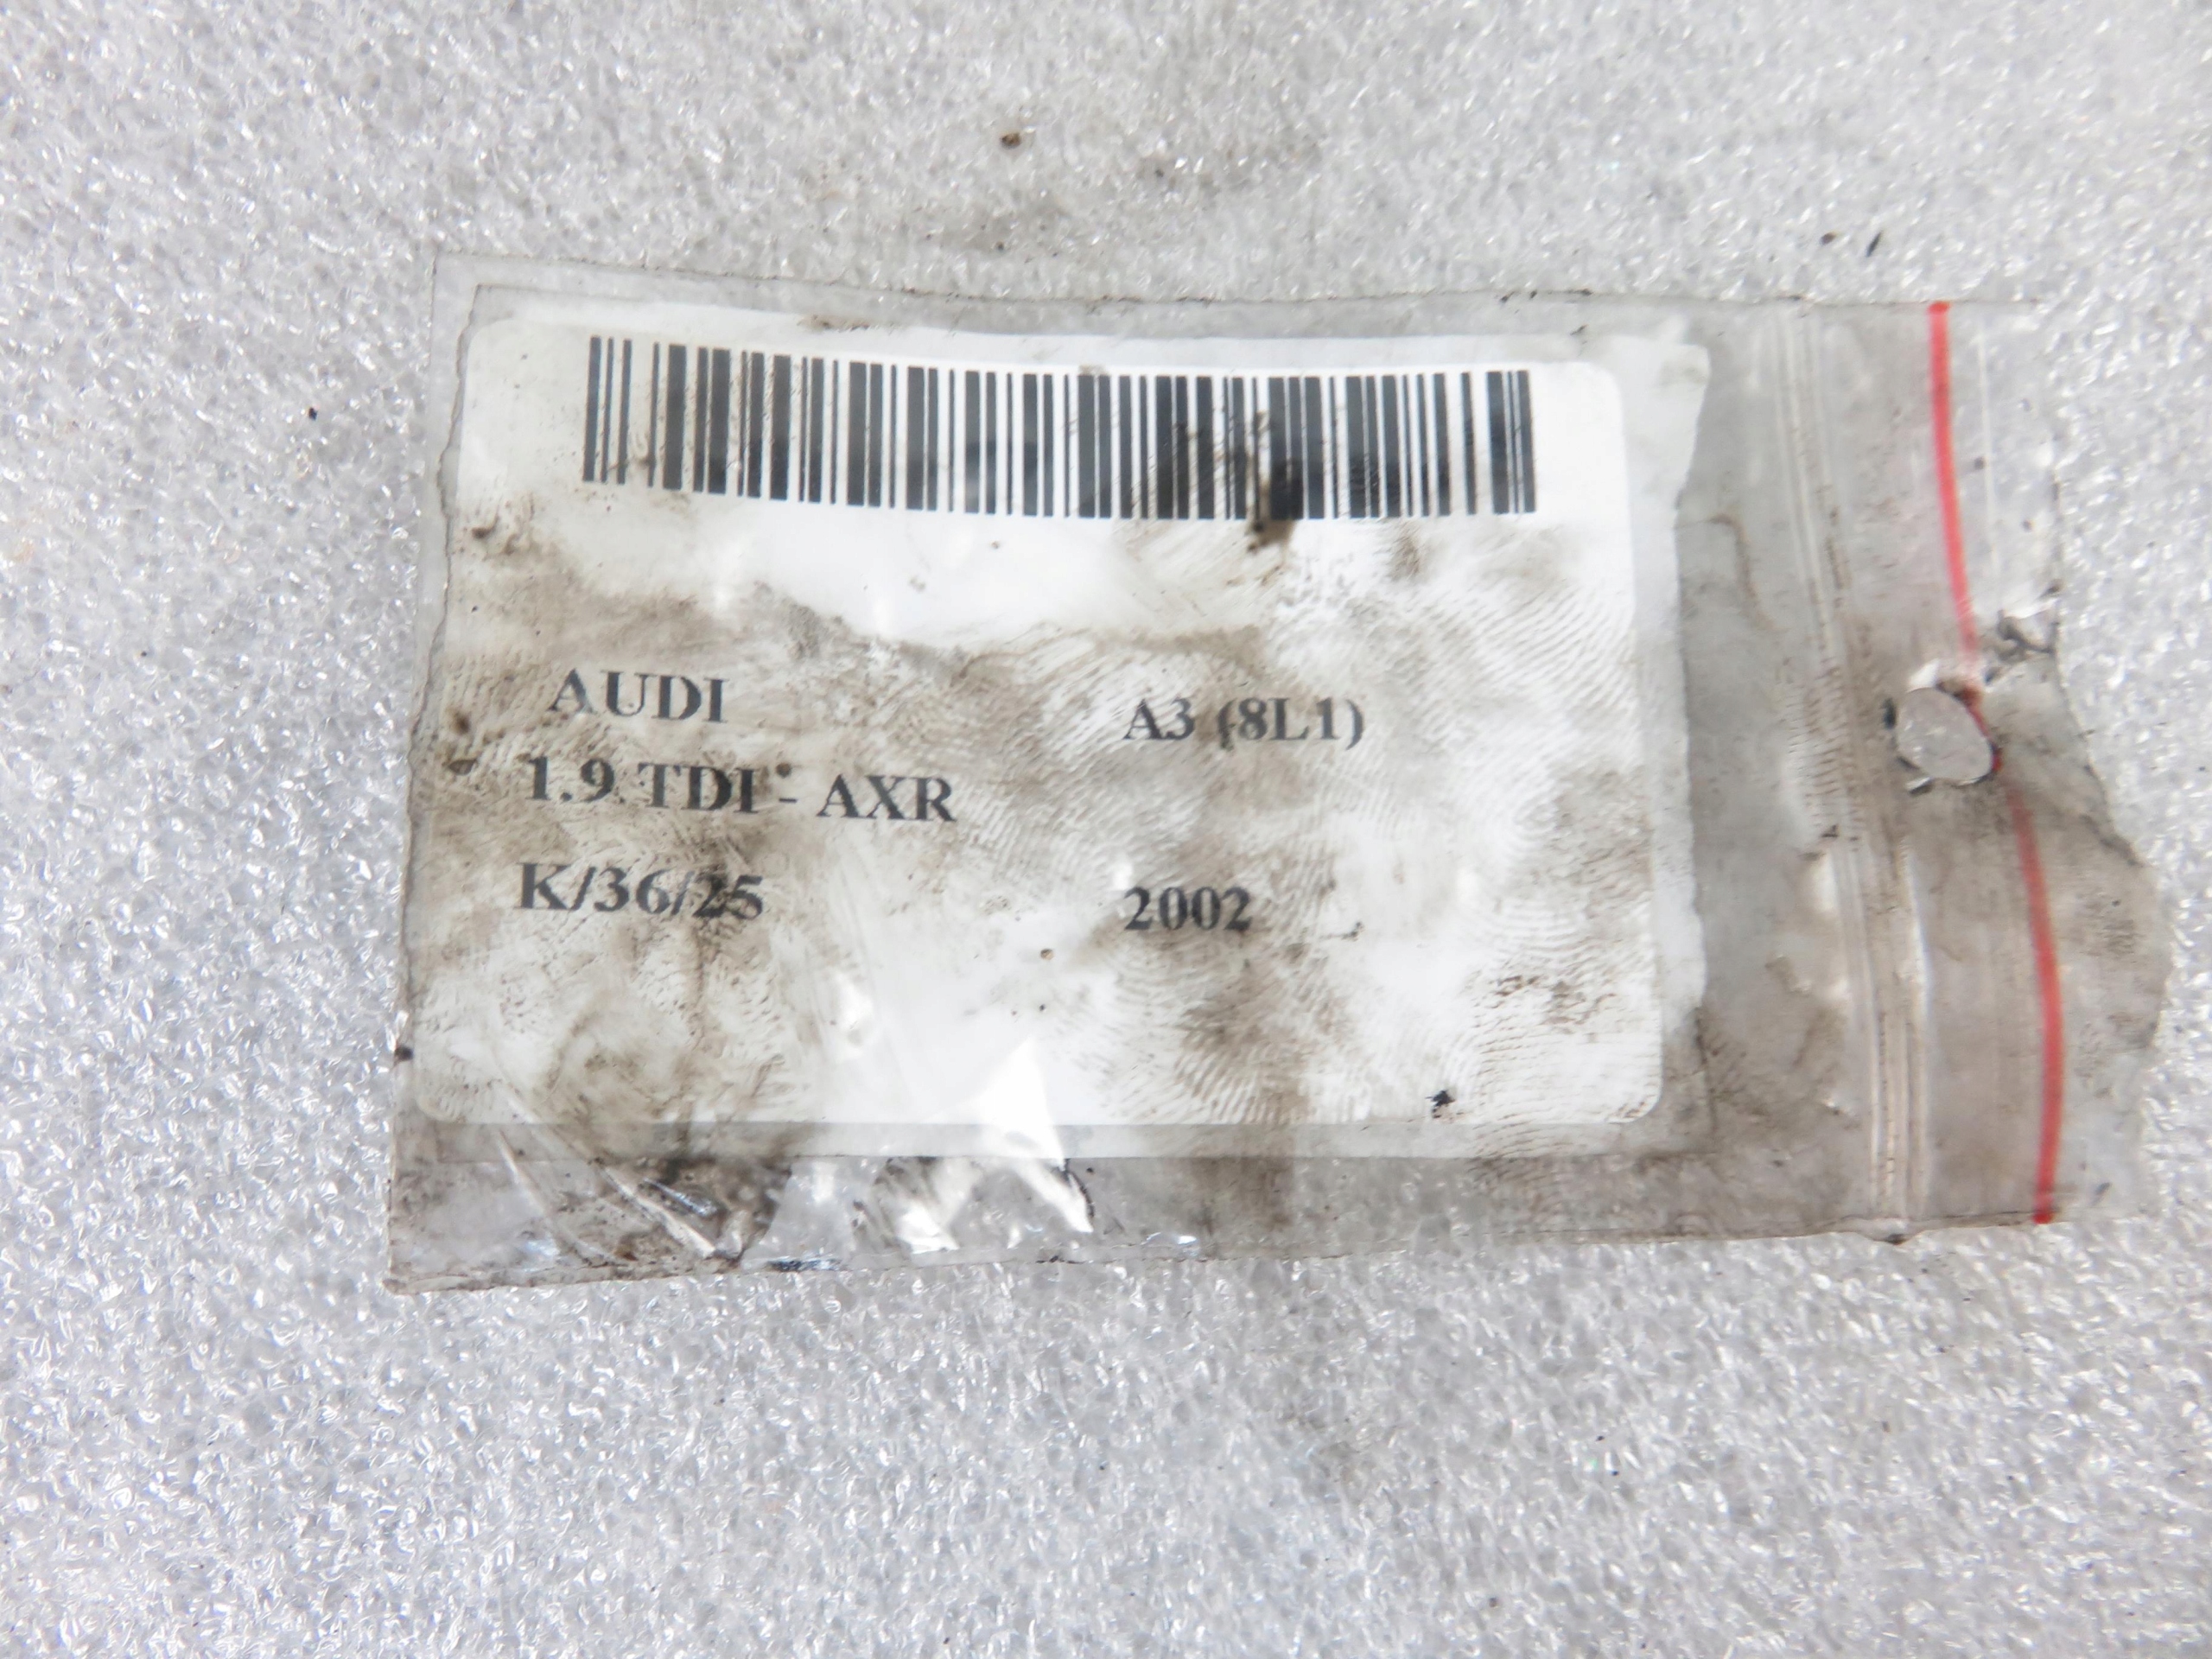 AUDI A3 (8L1)
1.9 TDI - AXR
K/36/25 2002